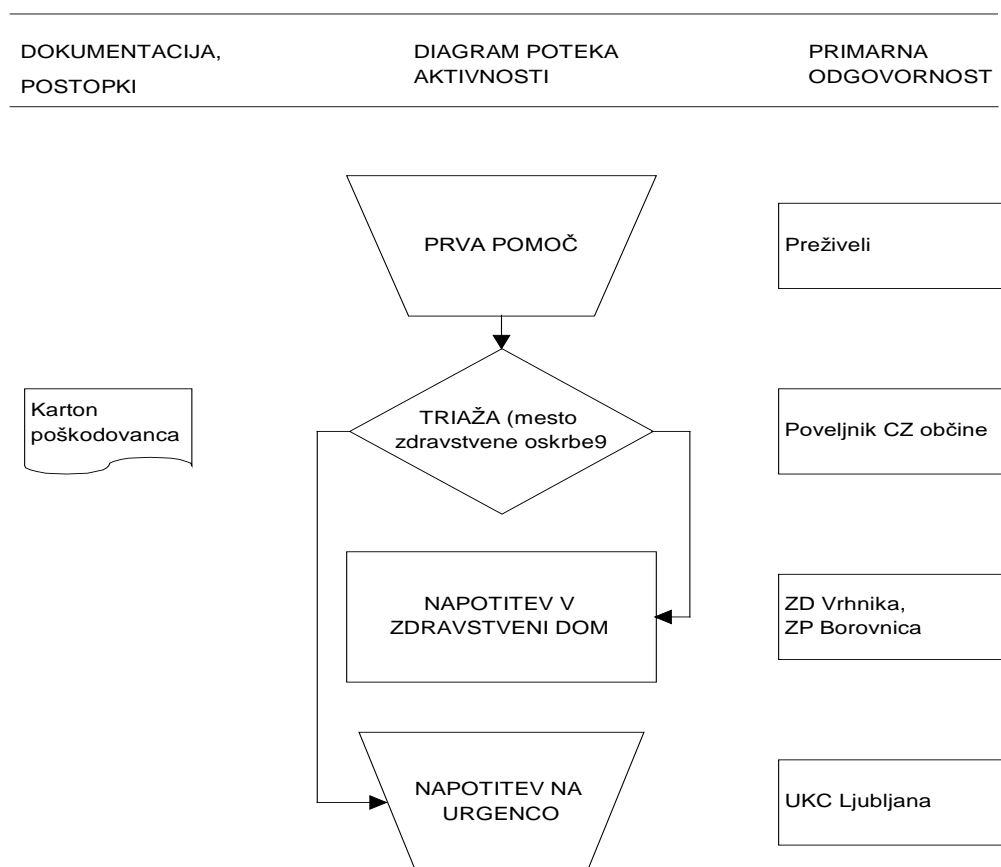 DOKUMENTACIJA,
POSTOPKI
DIAGRAM POTEKA
AKTIVNOSTI
PRIMARNA
ODGOVORNOST
PRVA POMOČ
Preživeli
Karton
poškodovanca
TRIAŽA (mesto
zdravstvene oskrbe9
Poveljnik CZ občine
NAPOTITEV V
ZDRAVSTVENI DOM
ZD Vrhnika,
ZP Borovnica
NAPOTITEV NA
URGENCO
UKC Ljubljana